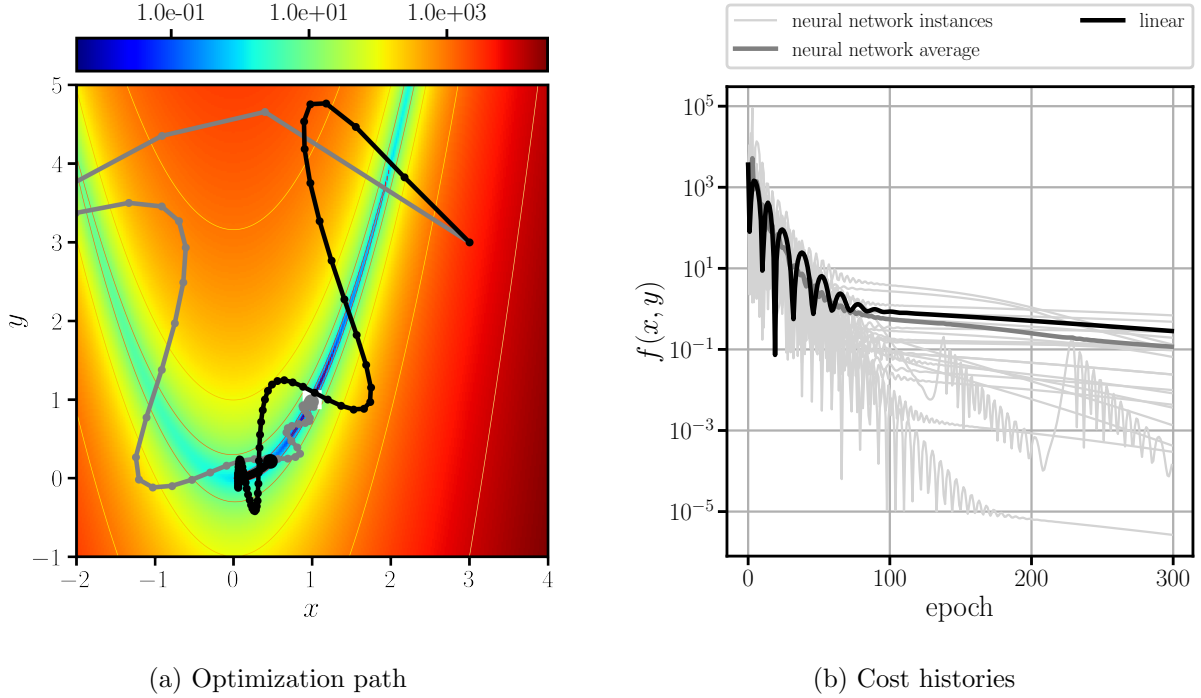 1.0e-01 1.0e+01 1.0e+03
5
4
3
2
1
0
−1
y
−2 −1 0 1 2 3 4
x
(a) Optimization path
neural network instances
neural network average
linear
10^5
10^3
10^1
10^−1
10^−3
10^−5
f(x, y)
0 100 200 300
epoch
(b) Cost histories